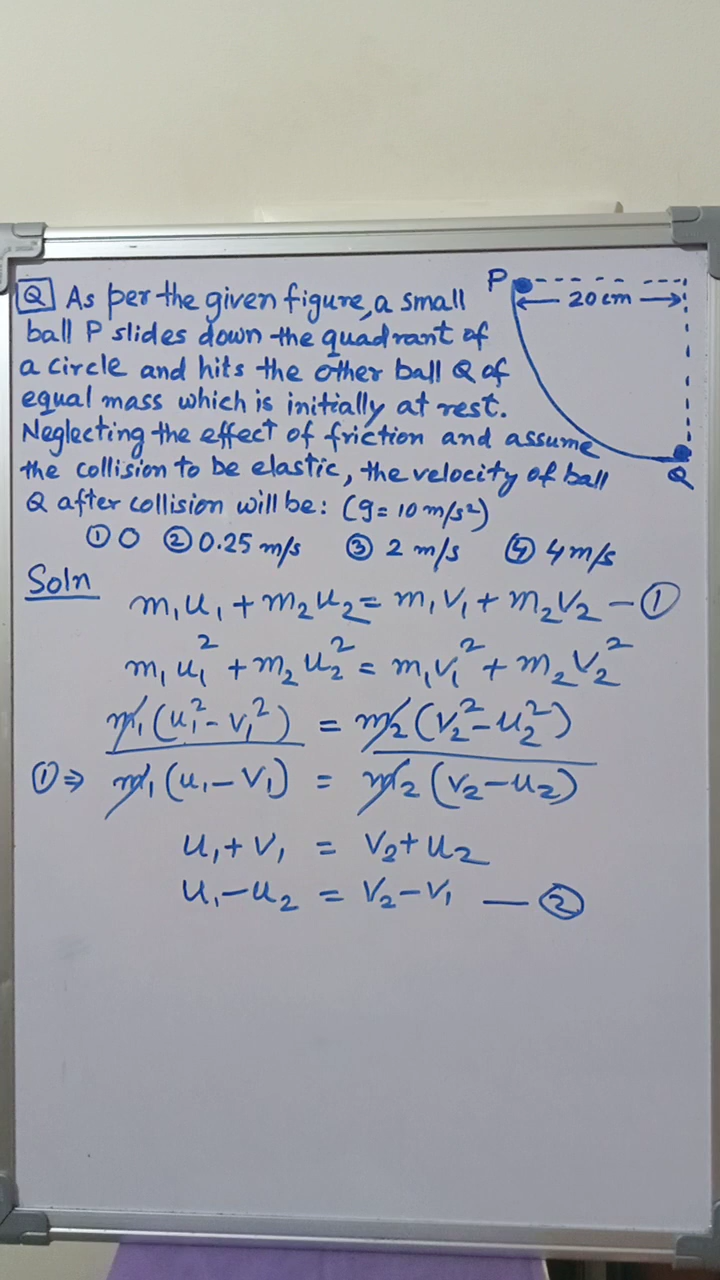 Q As per the given figure, a small
ball P slides down the quadrant of
a circle and hits the other ball Q of
equal mass which is initially at rest.
Neglecting the effect of friction and assume
the collision to be elastic, the velocity of ball
Q after collision will be: (g = 10 m/s²)
① 0 ② 0.25 m/s ③ 2 m/s ④ 4 m/s
P
20 cm
Q
Soln
m₁u₁ + m₂u₂ = m₁v₁ + m₂v₂ — ①
m₁u₁² + m₂u₂² = m₁v₁² + m₂v₂²
m₁(u₁² - v₁²) = m₂(v₂² - u₂²)
① ⇒ m₁(u₁ - v₁) = m₂(v₂ - u₂)
u₁ + v₁ = v₂ + u₂
u₁ - u₂ = v₂ - v₁ — ②